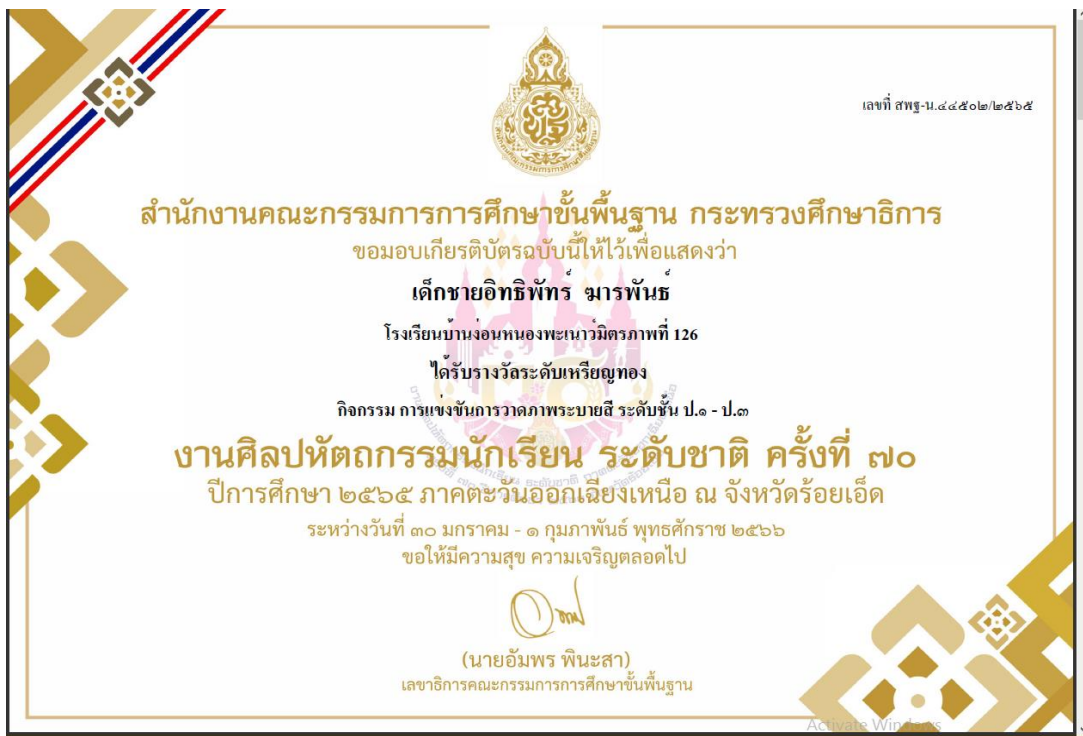 เลขที่ สพฐ-น.๔๔๕๐๒/๒๕๖๕
สำนักงานคณะกรรมการการศึกษาขั้นพื้นฐาน กระทรวงศึกษาธิการ
ขอมอบเกียรติบัตรฉบับนี้ให้ไว้เพื่อแสดงว่า
เด็กชายอิทธิพัทร์ ฆารพันธ์
โรงเรียนบ้านง่อนหนองพะเนาว์มิตรภาพที่ 126
ได้รับรางวัลระดับเหรียญทอง
กิจกรรม การแข่งขันการวาดภาพระบายสี ระดับชั้น ป.๑ - ป.๓
งานศิลปหัตถกรรมนักเรียน ระดับชาติ ครั้งที่ ๗๐
ปีการศึกษา ๒๕๖๕ ภาคตะวันออกเฉียงเหนือ ณ จังหวัดร้อยเอ็ด
ระหว่างวันที่ ๓๐ มกราคม - ๑ กุมภาพันธ์ พุทธศักราช ๒๕๖๖
ขอให้มีความสุข ความเจริญตลอดไป
(นายอัมพร พินะสา)
เลขาธิการคณะกรรมการการศึกษาขั้นพื้นฐาน
Activate Windows